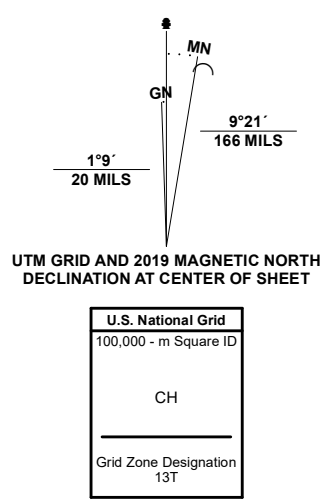 MN
GN
9°21´
166 MILS
1°9´
20 MILS
UTM GRID AND 2019 MAGNETIC NORTH
DECLINATION AT CENTER OF SHEET
U.S. National Grid
100,000 - m Square ID
CH
Grid Zone Designation
13T